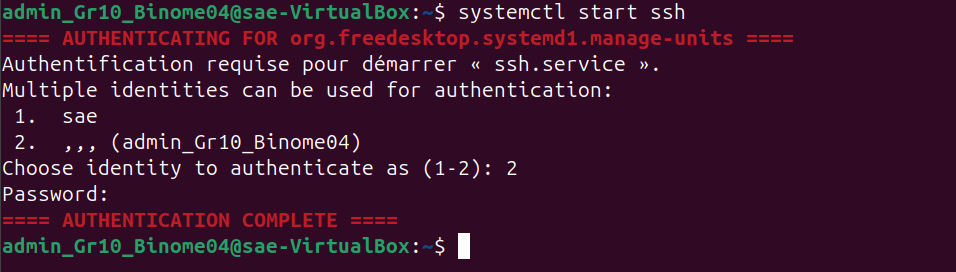 admin_Gr10_Binome04@sae-VirtualBox:~$ systemctl start ssh
==== AUTHENTICATING FOR org.freedesktop.systemd1.manage-units ====
Authentification requise pour démarrer « ssh.service ».
Multiple identities can be used for authentication:
 1.  sae
 2.  ,,, (admin_Gr10_Binome04)
Choose identity to authenticate as (1-2): 2
Password:
==== AUTHENTICATION COMPLETE ====
admin_Gr10_Binome04@sae-VirtualBox:~$